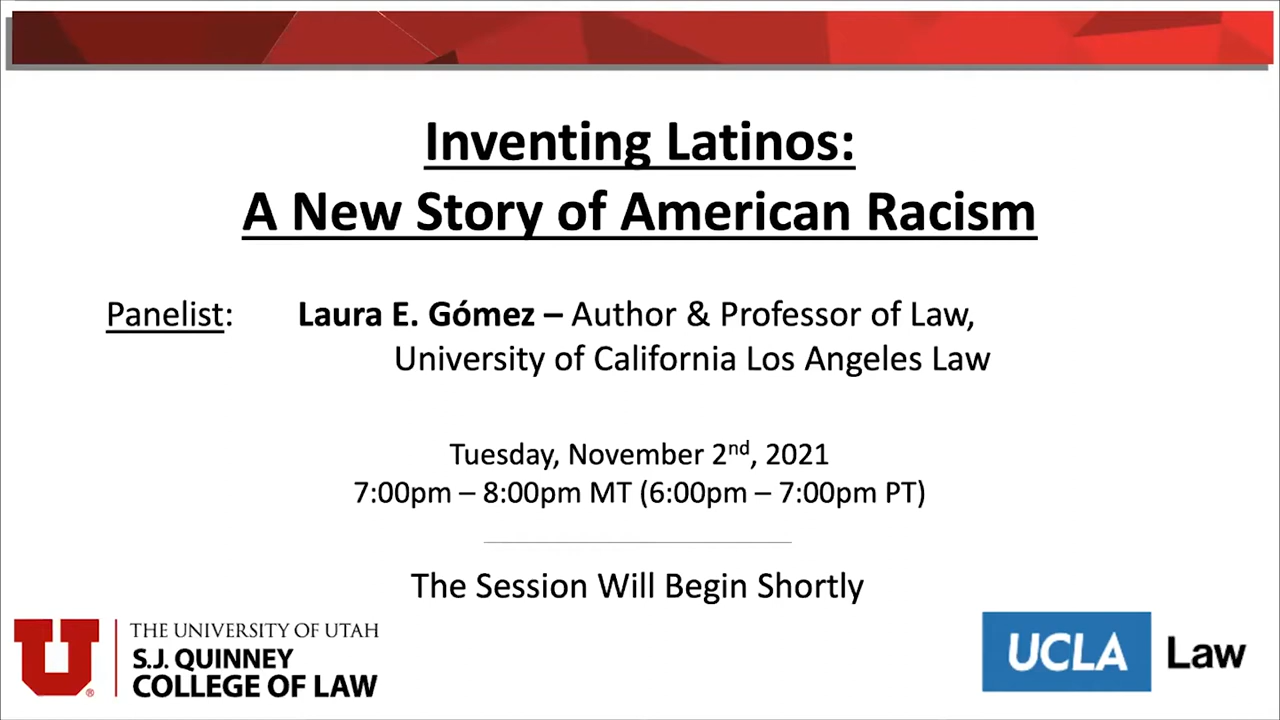 Inventing Latinos:
A New Story of American Racism
Panelist: Laura E. Gómez – Author & Professor of Law,
University of California Los Angeles Law
Tuesday, November 2nd, 2021
7:00pm – 8:00pm MT (6:00pm – 7:00pm PT)
The Session Will Begin Shortly
U®
THE UNIVERSITY OF UTAH
S.J. QUINNEY
COLLEGE OF LAW
UCLA Law